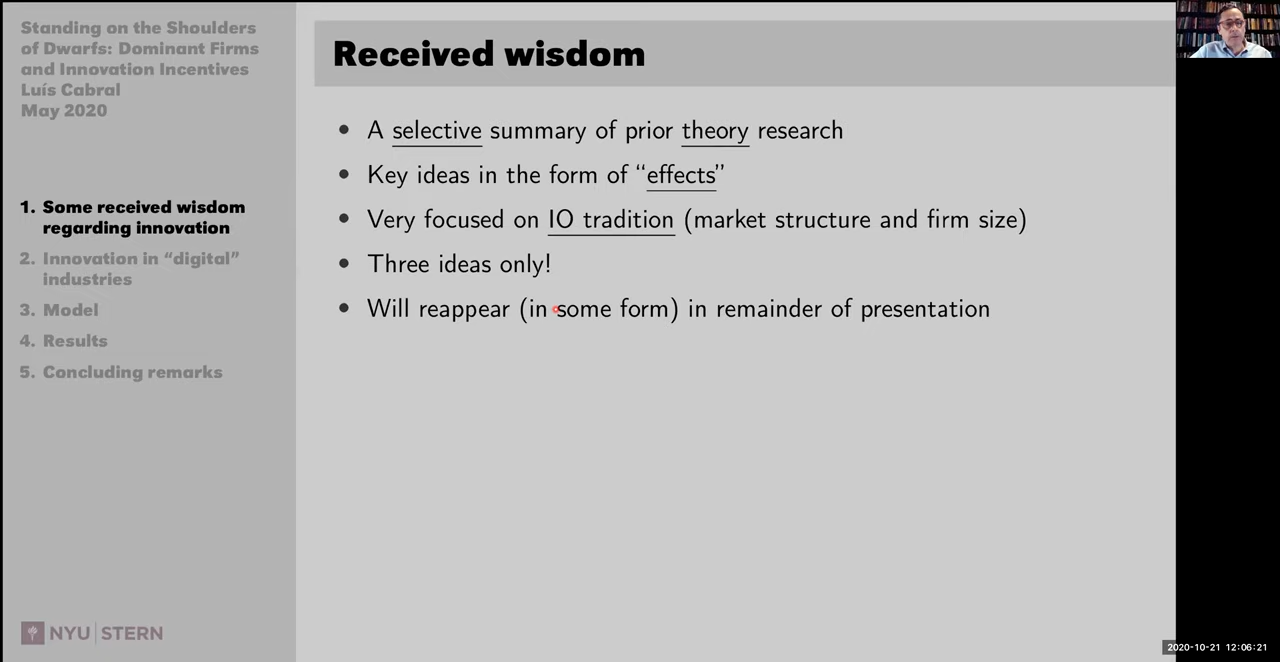 Standing on the Shoulders
of Dwarfs: Dominant Firms
and Innovation Incentives
Luís Cabral
May 2020
1. Some received wisdom
regarding innovation
2. Innovation in “digital”
industries
3. Model
4. Results
5. Concluding remarks
NYU STERN
Received wisdom
• A selective summary of prior theory research
• Key ideas in the form of “effects”
• Very focused on IO tradition (market structure and firm size)
• Three ideas only!
• Will reappear (in some form) in remainder of presentation
2020-10-21 12:06:21